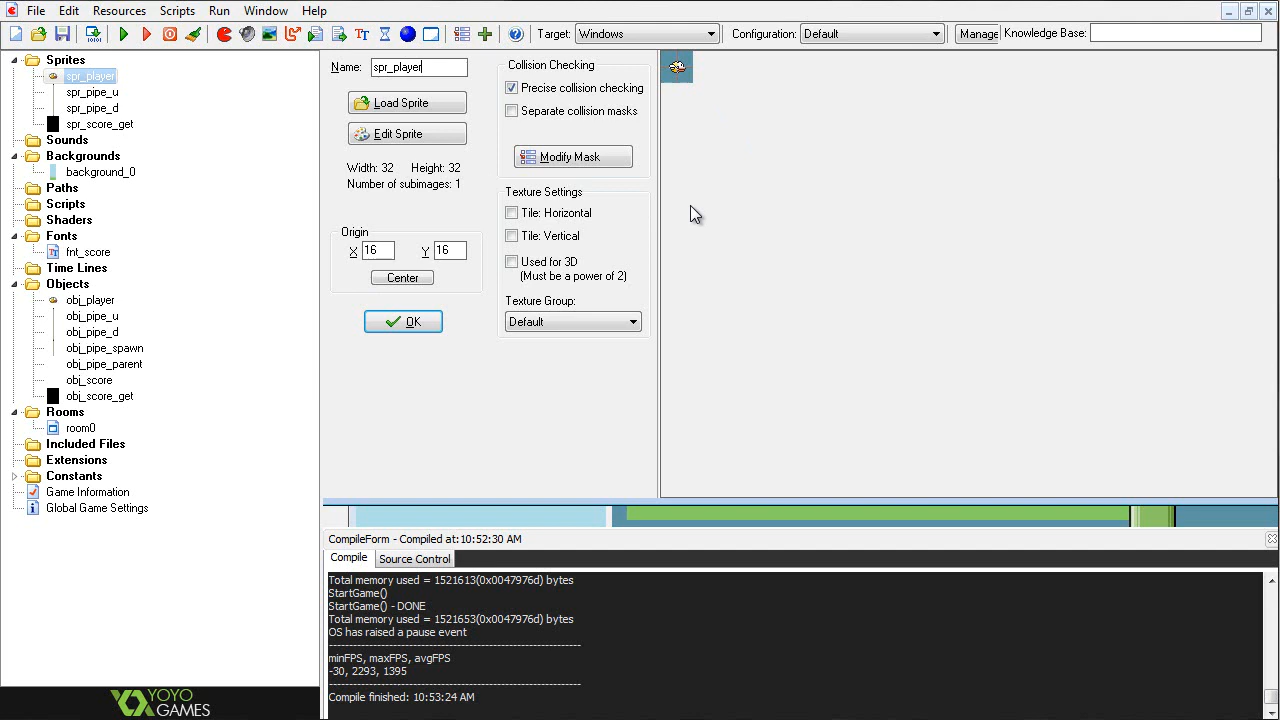 File Edit Resources Scripts Run Window Help
Target: Windows Configuration: Default Manage Knowledge Base:
Sprites
spr_player
spr_pipe_u
spr_pipe_d
spr_score_get
Sounds
Backgrounds
background_0
Paths
Scripts
Shaders
Fonts
fnt_score
Time Lines
Objects
obj_player
obj_pipe_u
obj_pipe_d
obj_pipe_spawn
obj_pipe_parent
obj_score
obj_score_get
Rooms
room0
Included Files
Extensions
Constants
Game Information
Global Game Settings
YOYO
GAMES
Name: spr_player
Load Sprite
Edit Sprite
Width: 32 Height: 32
Number of subimages: 1
Origin
X 16 Y 16
Center
OK
Collision Checking
Precise collision checking
Separate collision masks
Modify Mask
Texture Settings
Tile: Horizontal
Tile: Vertical
Used for 3D
(Must be a power of 2)
Texture Group:
Default
CompileForm - Compiled at:10:52:30 AM
Compile Source Control
Total memory used = 1521613(0x0047976d) bytes
StartGame()
StartGame() - DONE
Total memory used = 1521653(0x0047976d) bytes
OS has raised a pause event
minFPS, maxFPS, avgFPS
-30, 2293, 1395
Compile finished: 10:53:24 AM